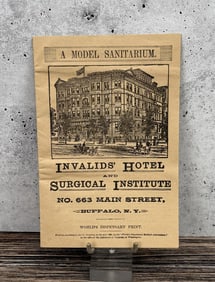 A MODEL SANITARIUM.
INVALIDS' HOTEL
AND
SURGICAL INSTITUTE
NO. 663 MAIN STREET,
BUFFALO, N. Y.
WORLD'S DISPENSARY PRINT.